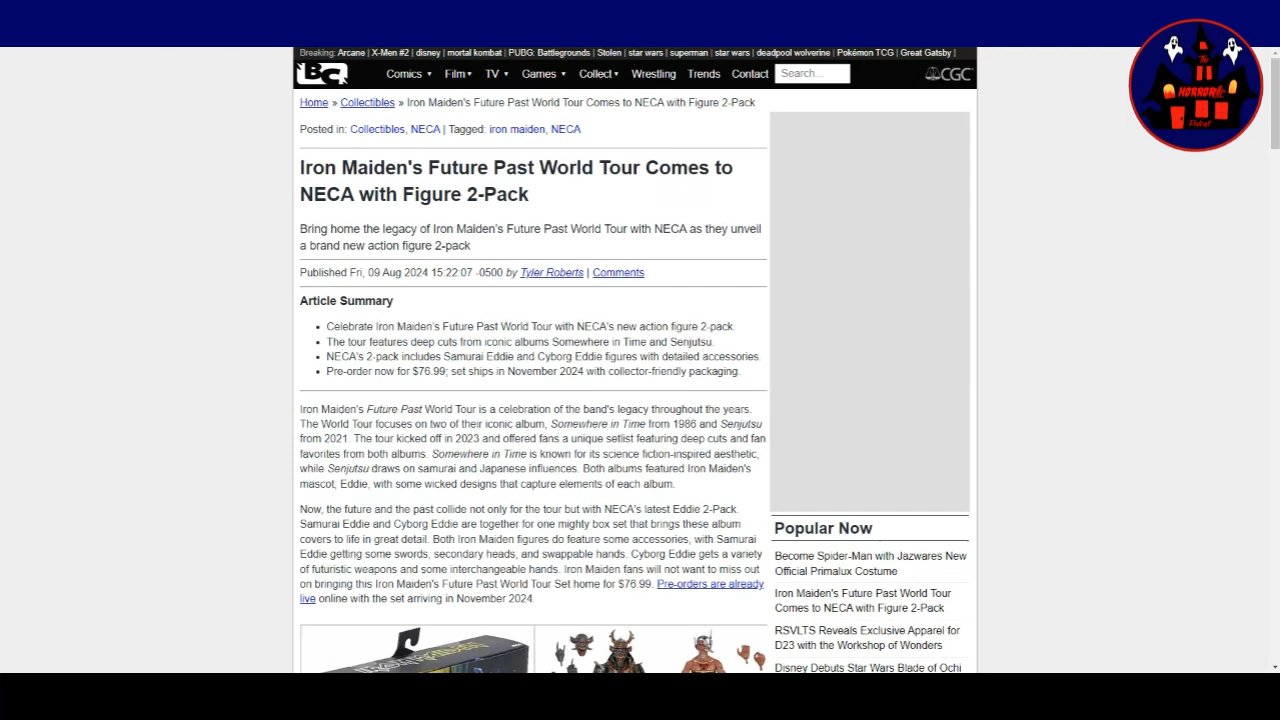 Breaking: Arcane | X-Men #2 | disney | mortal kombat | PUBG: Battlegrounds | Stolen | star wars | superman | star wars | deadpool wolverine | Pokémon TCG | Great Gatsby |
BC
Comics
Film
TV
Games
Collect
Wrestling
Trends
Contact
Search...
CGC
The
HORRORific
Podcast
Home » Collectibles » Iron Maiden's Future Past World Tour Comes to NECA with Figure 2-Pack
Posted in: Collectibles, NECA | Tagged: iron maiden, NECA
Iron Maiden's Future Past World Tour Comes to
NECA with Figure 2-Pack
Bring home the legacy of Iron Maiden's Future Past World Tour with NECA as they unveil
a brand new action figure 2-pack
Published Fri, 09 Aug 2024 15:22:07 -0500 by Tyler Roberts | Comments
Article Summary
• Celebrate Iron Maiden's Future Past World Tour with NECA's new action figure 2-pack.
• The tour features deep cuts from iconic albums Somewhere in Time and Senjutsu.
• NECA's 2-pack includes Samurai Eddie and Cyborg Eddie figures with detailed accessories.
• Pre-order now for $76.99; set ships in November 2024 with collector-friendly packaging.
Iron Maiden's Future Past World Tour is a celebration of the band's legacy throughout the years.
The World Tour focuses on two of their iconic album, Somewhere in Time from 1986 and Senjutsu
from 2021. The tour kicked off in 2023 and offered fans a unique setlist featuring deep cuts and fan
favorites from both albums. Somewhere in Time is known for its science fiction-inspired aesthetic,
while Senjutsu draws on samurai and Japanese influences. Both albums featured Iron Maiden's
mascot, Eddie, with some wicked designs that capture elements of each album.
Now, the future and the past collide not only for the tour but with NECA's latest Eddie 2-Pack.
Samurai Eddie and Cyborg Eddie are together for one mighty box set that brings these album
covers to life in great detail. Both Iron Maiden figures do feature some accessories, with Samurai
Eddie getting some swords, secondary heads, and swappable hands. Cyborg Eddie gets a variety
of futuristic weapons and some interchangeable hands. Iron Maiden fans will not want to miss out
on bringing this Iron Maiden's Future Past World Tour Set home for $76.99. Pre-orders are already
live online with the set arriving in November 2024.
Popular Now
Become Spider-Man with Jazwares New
Official Primalux Costume
Iron Maiden's Future Past World Tour
Comes to NECA with Figure 2-Pack
RSVLTS Reveals Exclusive Apparel for
D23 with the Workshop of Wonders
Disney Debuts Star Wars Blade of Ochi